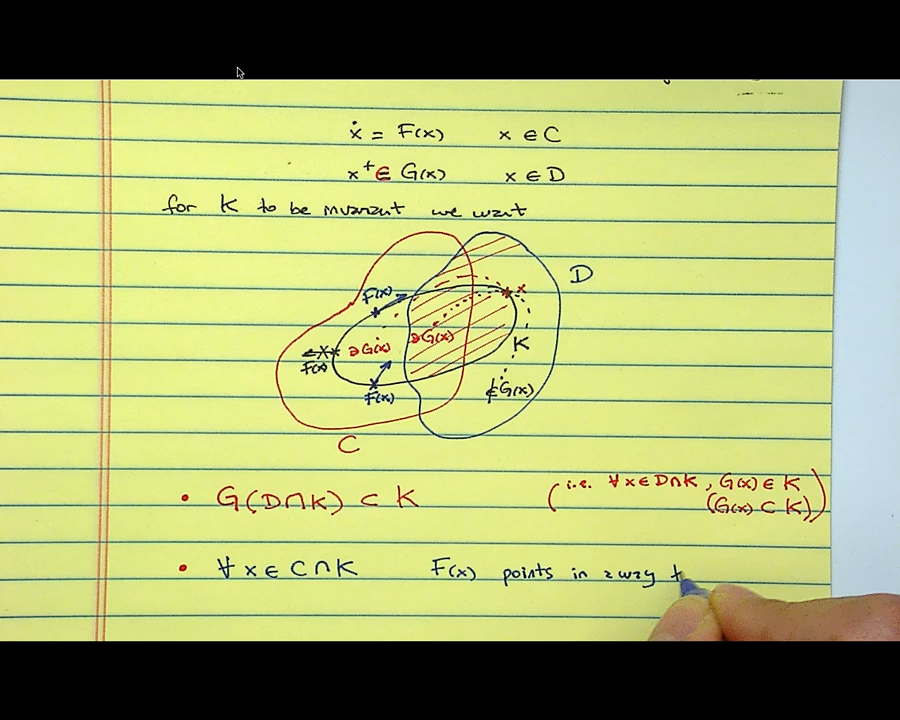 ẋ = F(x) x ∈ C
x⁺ ∈ G(x) x ∈ D
for K to be invariant we want
D
F(x)
x
∋G(x)
∋G(x)
K
F(x)
∉G(x)
F(x)
C
• G(D∩K) ⊂ K (i.e. ∀x∈D∩K, G(x)∈K
(G(x) ⊂ K))
• ∀ x ∈ C∩K F(x) points in a way t